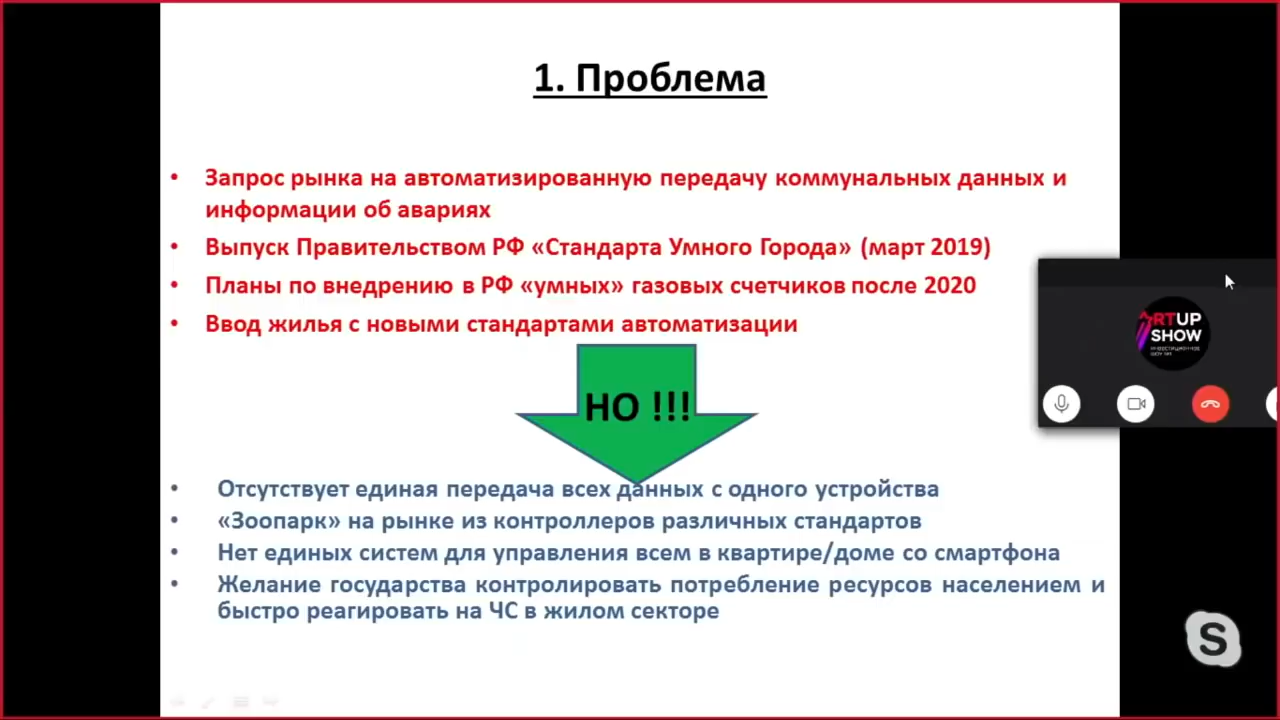 1. Проблема
• Запрос рынка на автоматизированную передачу коммунальных данных и
информации об авариях
• Выпуск Правительством РФ «Стандарта Умного Города» (март 2019)
• Планы по внедрению в РФ «умных» газовых счетчиков после 2020
• Ввод жилья с новыми стандартами автоматизации
RTUP
SHOW
ИНВЕСТИЦИОННОЕ
НО !!!
• Отсутствует единая передача всех данных с одного устройства
• «Зоопарк» на рынке из контроллеров различных стандартов
• Нет единых систем для управления всем в квартире/доме со смартфона
• Желание государства контролировать потребление ресурсов населением и
быстро реагировать на ЧС в жилом секторе
S